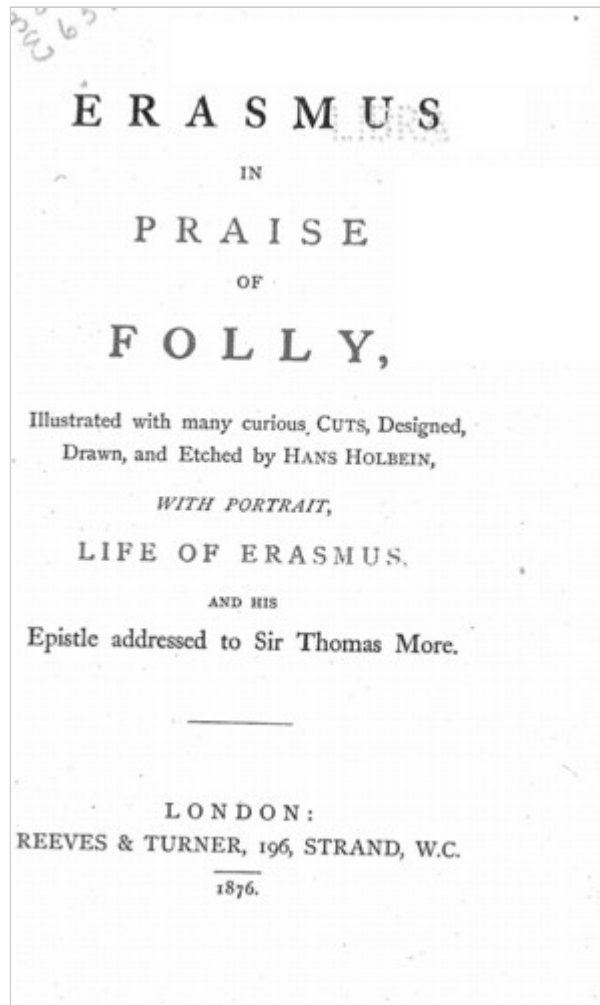 ERASMUS
IN
PRAISE
OF
FOLLY,
Illustrated with many curious CUTS, Designed,
Drawn, and Etched by HANS HOLBEIN,
WITH PORTRAIT,
LIFE OF ERASMUS.
AND HIS
Epistle addressed to Sir Thomas More.
LONDON:
REEVES & TURNER, 196, STRAND, W.C.
1876.